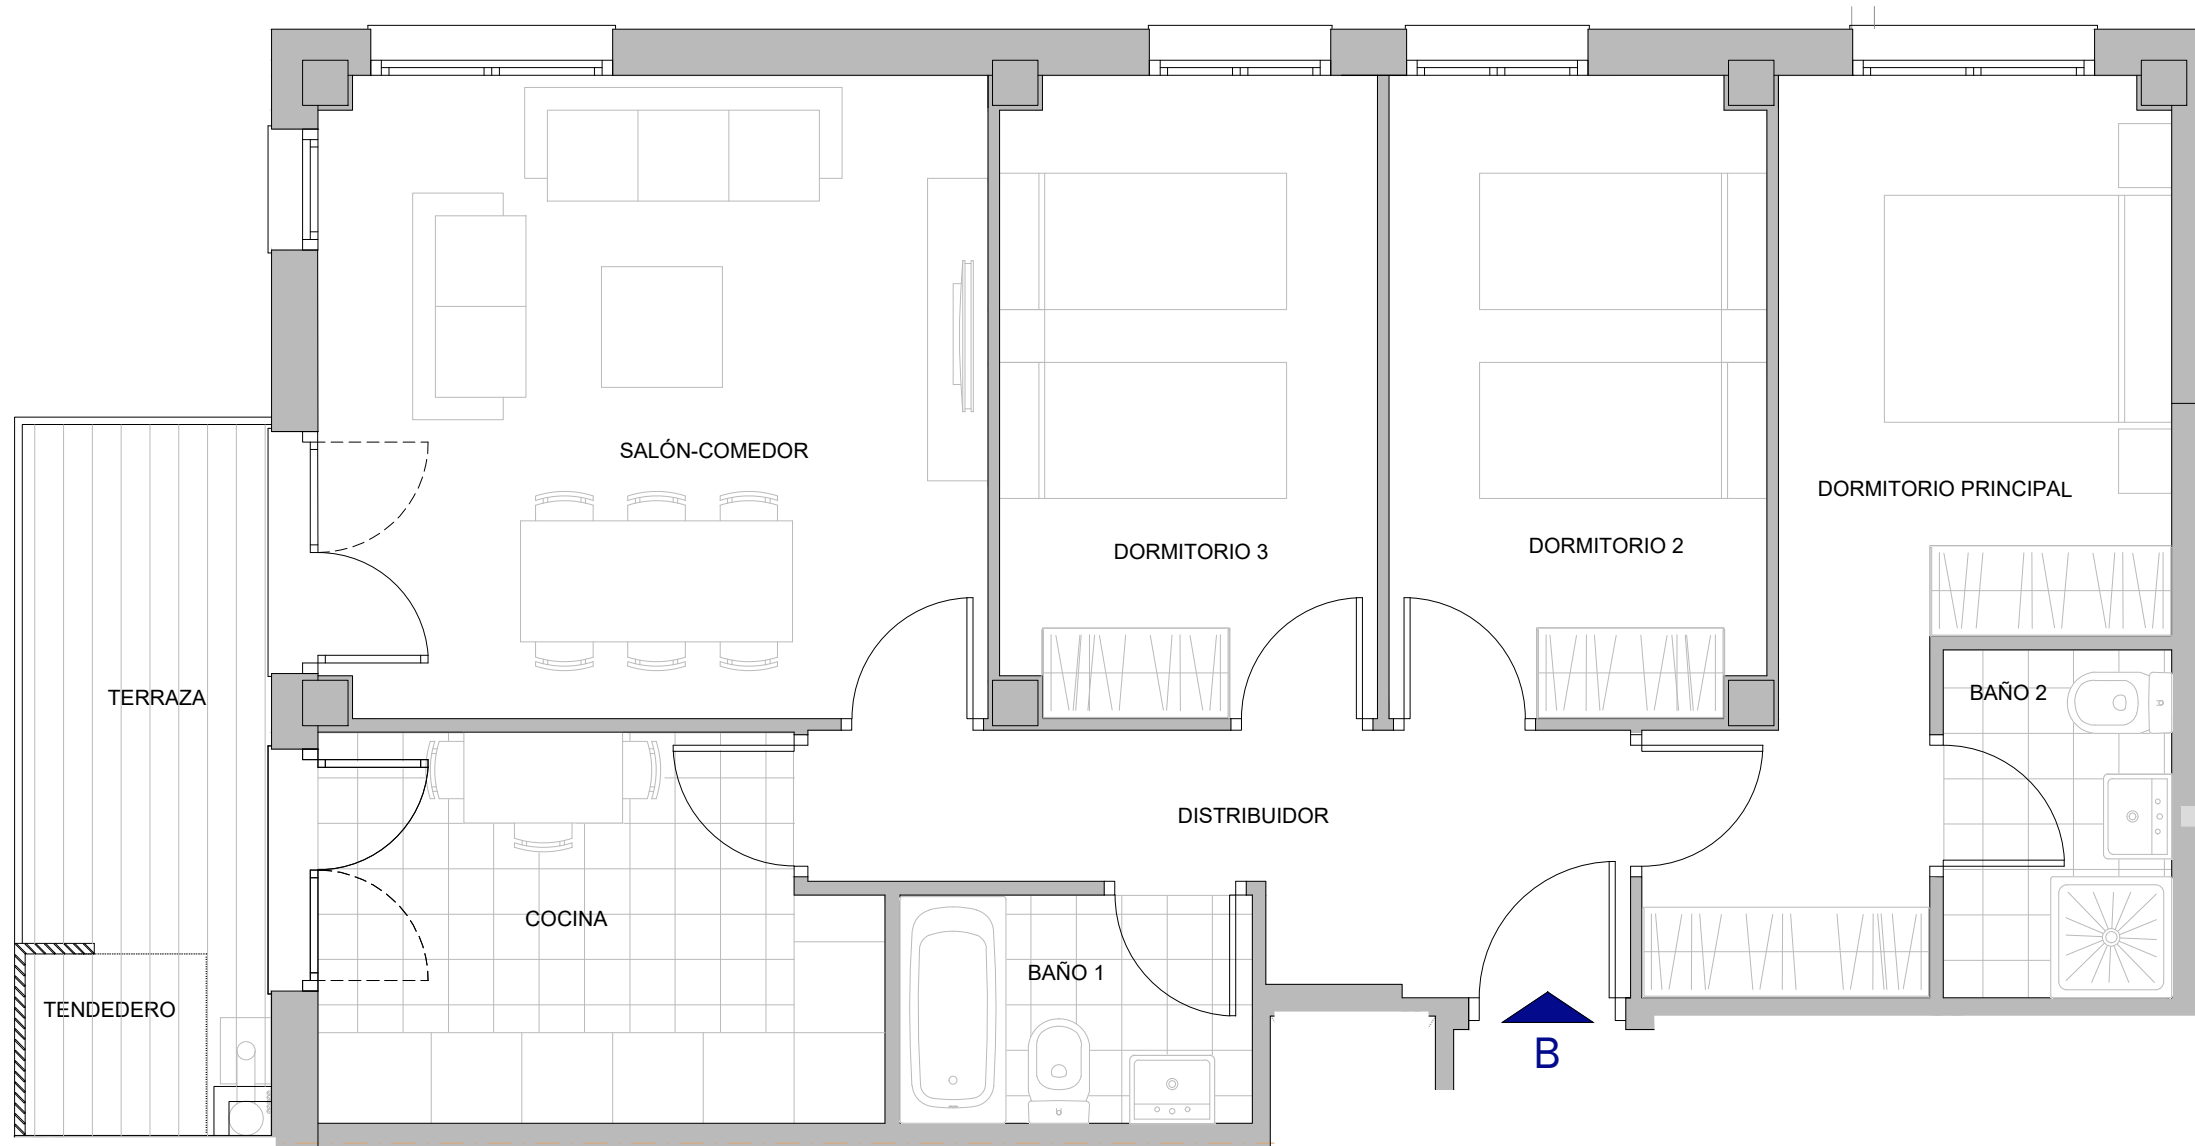 SALÓN-COMEDOR
DORMITORIO PRINCIPAL
DORMITORIO 3
DORMITORIO 2
TERRAZA
BAÑO 2
DISTRIBUIDOR
COCINA
BAÑO 1
TENDEDERO
B